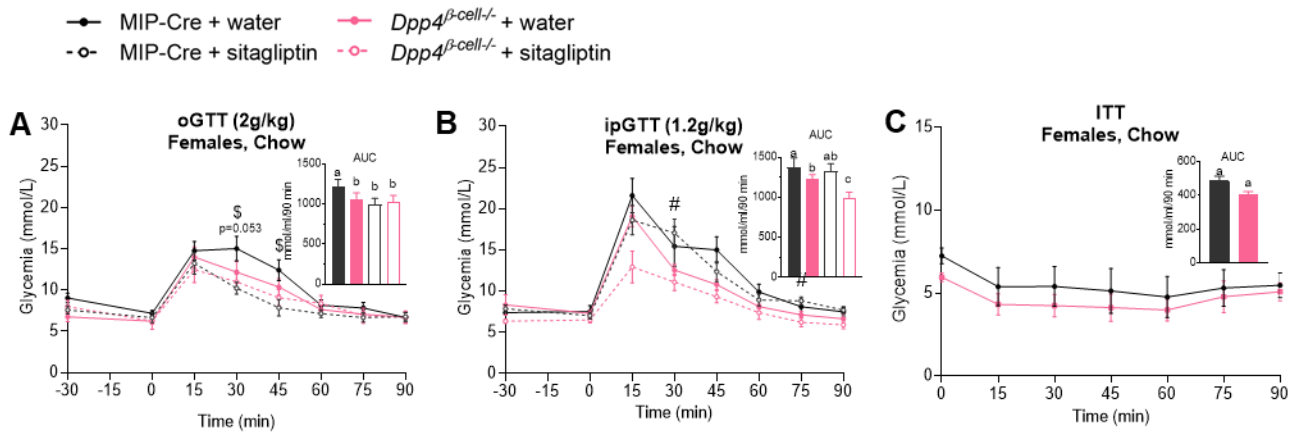 MIP-Cre + water
Dpp4β-cell-/- + water
MIP-Cre + sitagliptin
Dpp4β-cell-/- + sitagliptin
A
oGTT (2g/kg)
Females, Chow
Glycemia (mmol/L)
30
25
20
15
10
5
0
-30
-15
0
15
30
45
60
75
90
Time (min)
$
p=0.053
$
AUC
mmol/ml/90 min
1500
1000
500
0
a
b
b
b
B
ipGTT (1.2g/kg)
Females, Chow
Glycemia (mmol/L)
30
25
20
15
10
5
0
-30
-15
0
15
30
45
60
75
90
Time (min)
#
#
AUC
mmol/ml/90 min
1400
1000
500
0
a
b
ab
c
C
ITT
Females, Chow
Glycemia (mmol/L)
15
10
5
0
0
15
30
45
60
75
90
Time (min)
AUC
mmol/ml/90 min
600
400
200
0
a
a